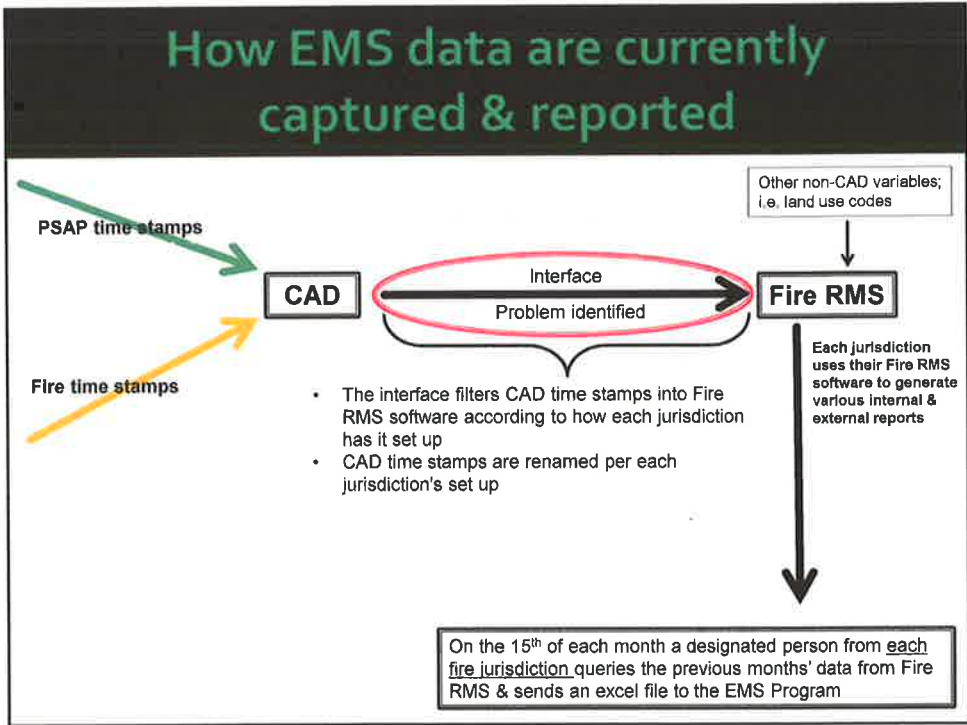 How EMS data are currently
captured & reported
Other non-CAD variables;
i.e. land use codes
PSAP time stamps
CAD
Interface
Problem identified
Fire RMS
Fire time stamps
Each jurisdiction
uses their Fire RMS
software to generate
various internal &
external reports
• The interface filters CAD time stamps into Fire
RMS software according to how each jurisdiction
has it set up
• CAD time stamps are renamed per each
jurisdiction's set up
On the 15th of each month a designated person from each
fire jurisdiction queries the previous months' data from Fire
RMS & sends an excel file to the EMS Program